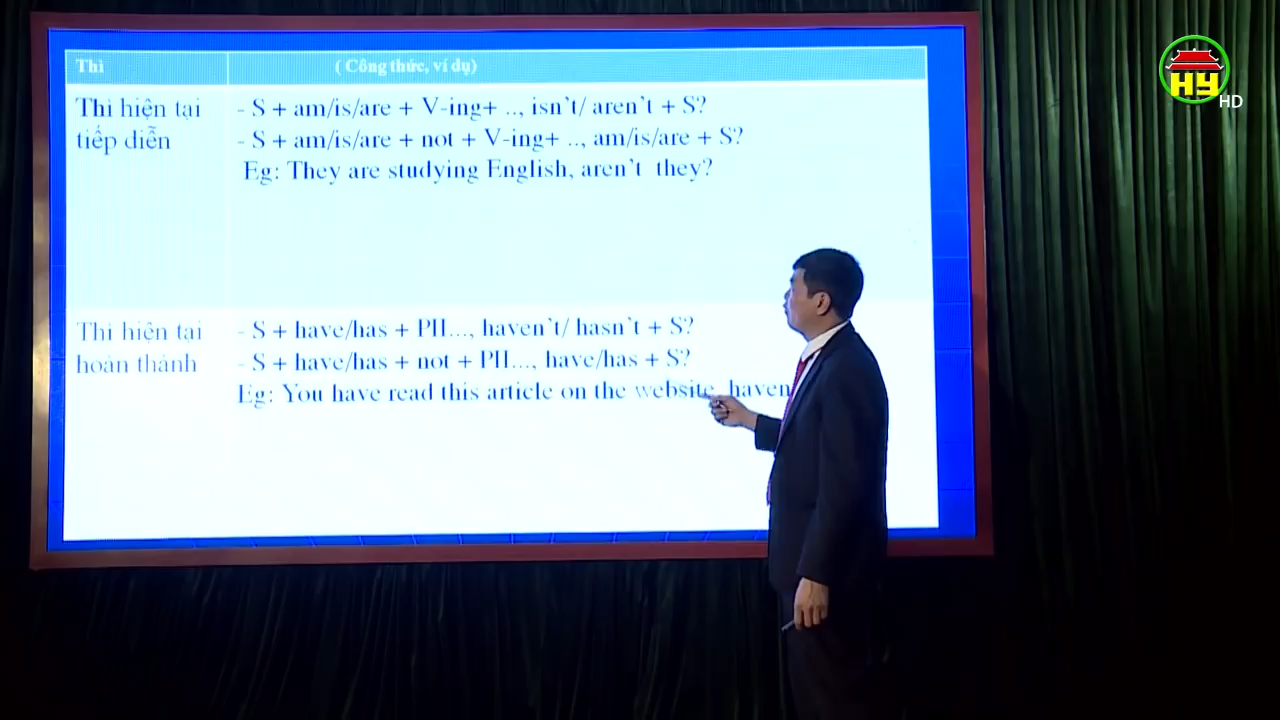 Thì
( Công thức, ví dụ)
Thì hiện tại
tiếp diễn
- S + am/is/are + V-ing+ .., isn't/ aren't + S?
- S + am/is/are + not + V-ing+ .., am/is/are + S?
Eg: They are studying English, aren't they?
Thì hiện tại
hoàn thành
- S + have/has + PII..., haven't/ hasn't + S?
- S + have/has + not + PII..., have/has + S?
Eg: You have read this article on the website, haven
HY
HD